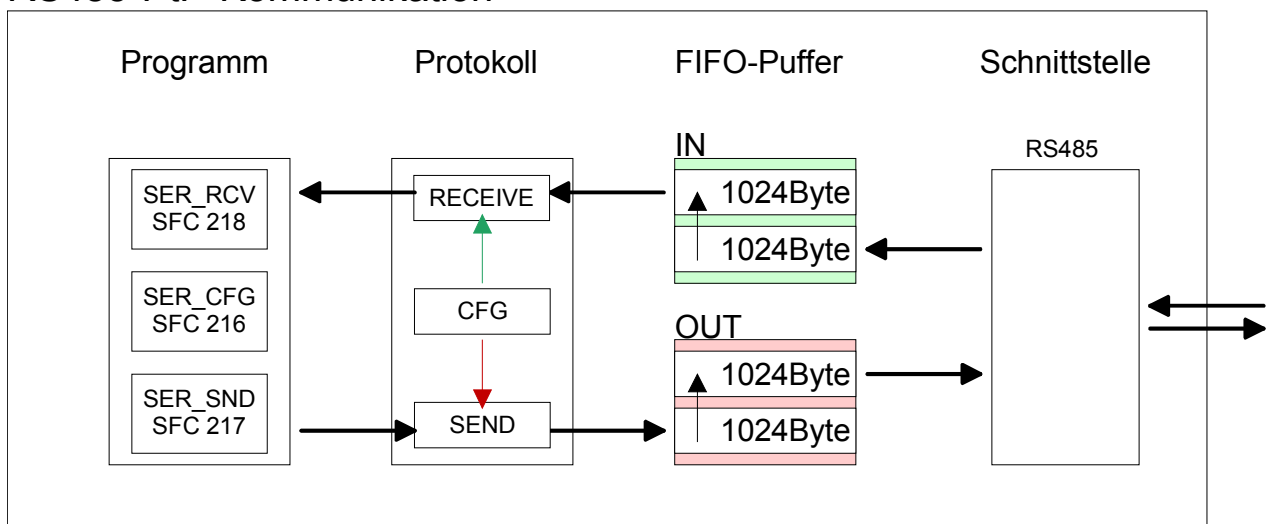 Programm
Protokoll
FIFO-Puffer
Schnittstelle
SER_RCV
SFC 218
SER_CFG
SFC 216
SER_SND
SFC 217
RECEIVE
CFG
SEND
IN
1024Byte
1024Byte
OUT
1024Byte
1024Byte
RS485